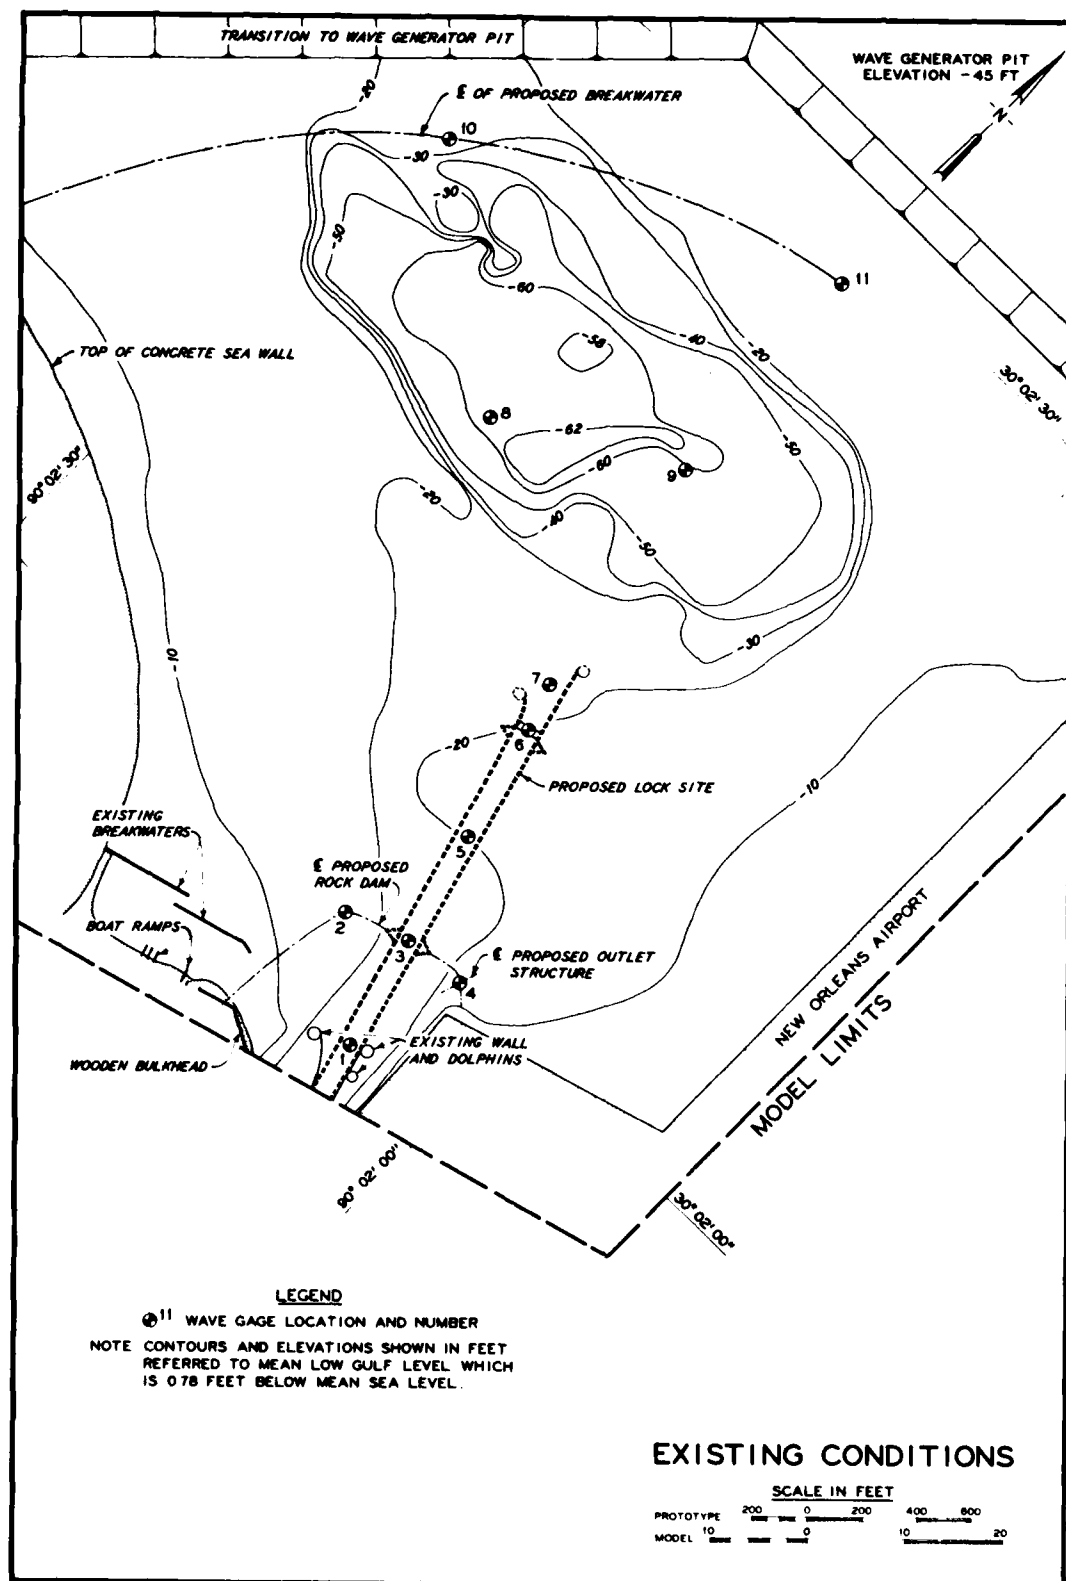 TRANSITION TO WAVE GENERATOR PIT
WAVE GENERATOR PIT
ELEVATION -45 FT
N
-20
℄ OF PROPOSED BREAKWATER
10
-30
-30
-50
-60
11
-40
-20
-58
TOP OF CONCRETE SEA WALL
30° 02' 30"
8
-62
-50
90° 02' 30"
-60
9
-20
-40
-50
-30
-10
7
6
-20
PROPOSED LOCK SITE
-10
EXISTING
BREAKWATERS
5
℄ PROPOSED
ROCK DAM
BOAT RAMPS
2
3
℄ PROPOSED OUTLET
STRUCTURE
4
NEW ORLEANS AIRPORT
MODEL LIMITS
EXISTING WALL
AND DOLPHINS
1
WOODEN BULKHEAD
90° 02' 00"
30° 02' 00"
LEGEND
11 WAVE GAGE LOCATION AND NUMBER
NOTE CONTOURS AND ELEVATIONS SHOWN IN FEET
REFERRED TO MEAN LOW GULF LEVEL WHICH
IS 0 78 FEET BELOW MEAN SEA LEVEL.
EXISTING CONDITIONS
SCALE IN FEET
PROTOTYPE 200 0 200 400 600
MODEL 10 0 10 20